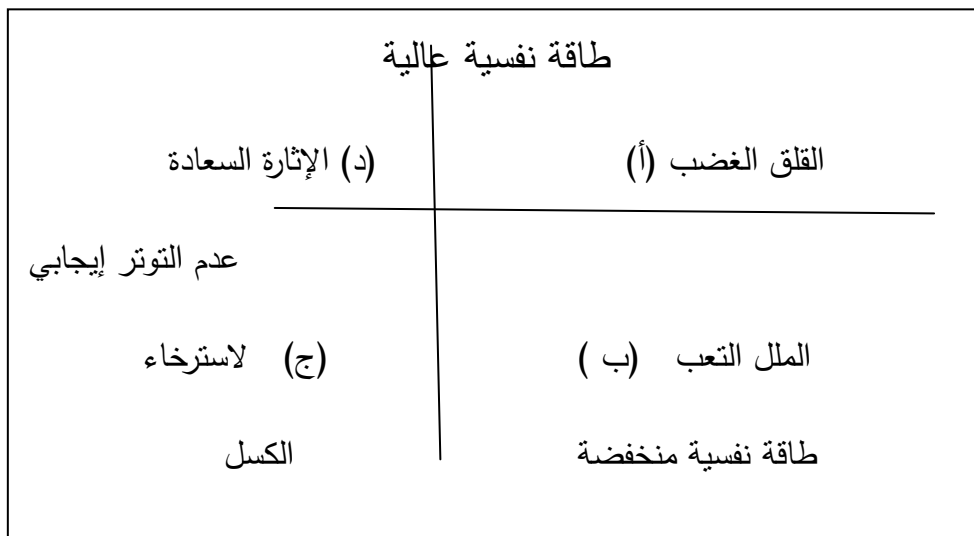 طاقة نفسية عالية
القلق الغضب (أ) (د) الإثارة السعادة
عدم التوتر إيجابي
الملل التعب (ب ) (ج) لاسترخاء
طاقة نفسية منخفضة الكسل